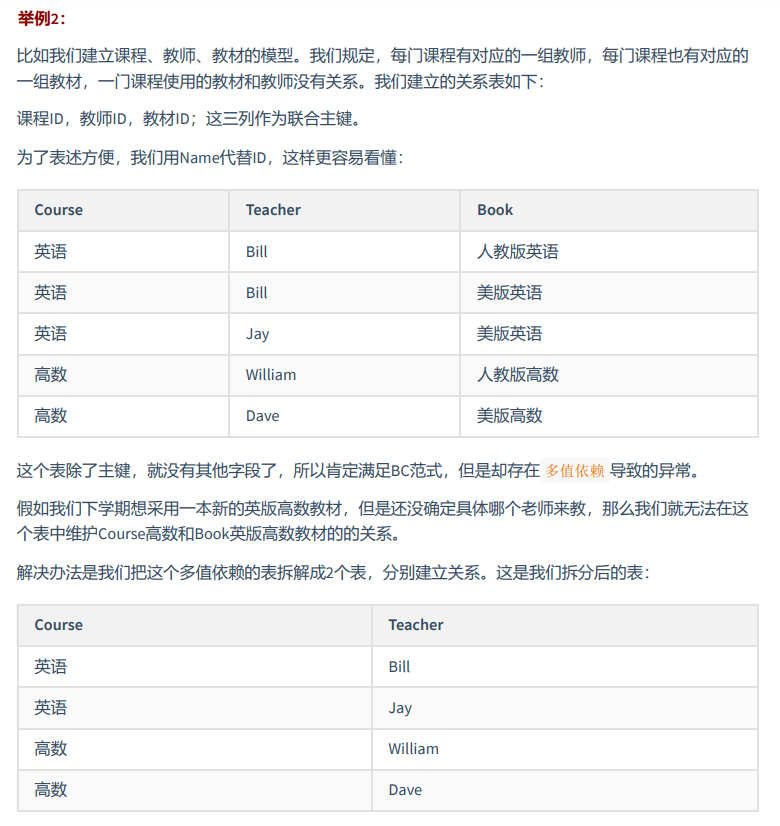 举例2：
比如我们建立课程、教师、教材的模型。我们规定，每门课程有对应的一组教师，每门课程也有对应的
一组教材，一门课程使用的教材和教师没有关系。我们建立的关系表如下：
课程ID，教师ID，教材ID；这三列作为联合主键。
为了表述方便，我们用Name代替ID，这样更容易看懂：
Course Teacher Book
英语 Bill 人教版英语
英语 Bill 美版英语
英语 Jay 美版英语
高数 William 人教版高数
高数 Dave 美版高数
这个表除了主键，就没有其他字段了，所以肯定满足BC范式，但是却存在 多值依赖 导致的异常。
假如我们下学期想采用一本新的英版高数教材，但是还没确定具体哪个老师来教，那么我们就无法在这
个表中维护Course高数和Book英版高数教材的的关系。
解决办法是我们把这个多值依赖的表拆解成2个表，分别建立关系。这是我们拆分后的表：
Course Teacher
英语 Bill
英语 Jay
高数 William
高数 Dave